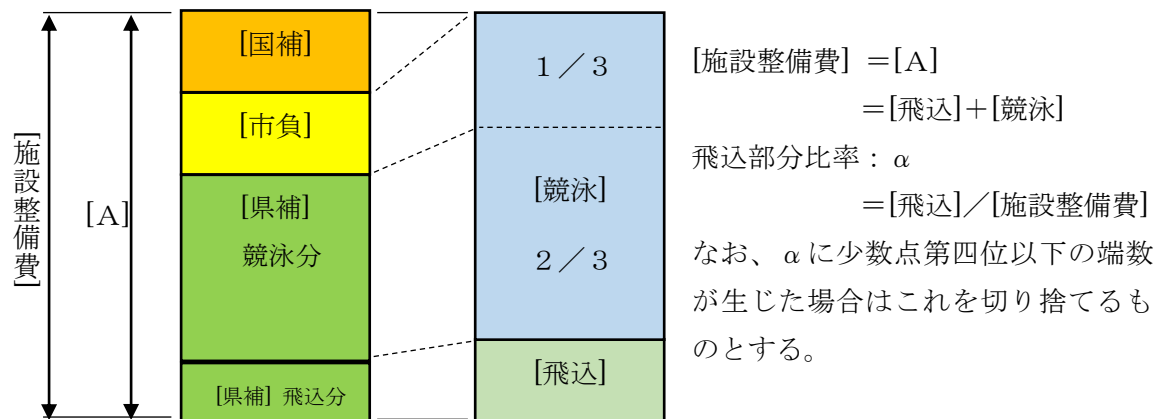 [施設整備費]
[A]
[国補]
[市負]
[県補]
競泳分
[県補] 飛込分
1／3
[競泳]
2／3
[飛込]
[施設整備費] ＝[A]
＝[飛込]＋[競泳]
飛込部分比率：α
＝[飛込]／[施設整備費]
なお、αに少数点第四位以下の端数
が生じた場合はこれを切り捨てるも
のとする。